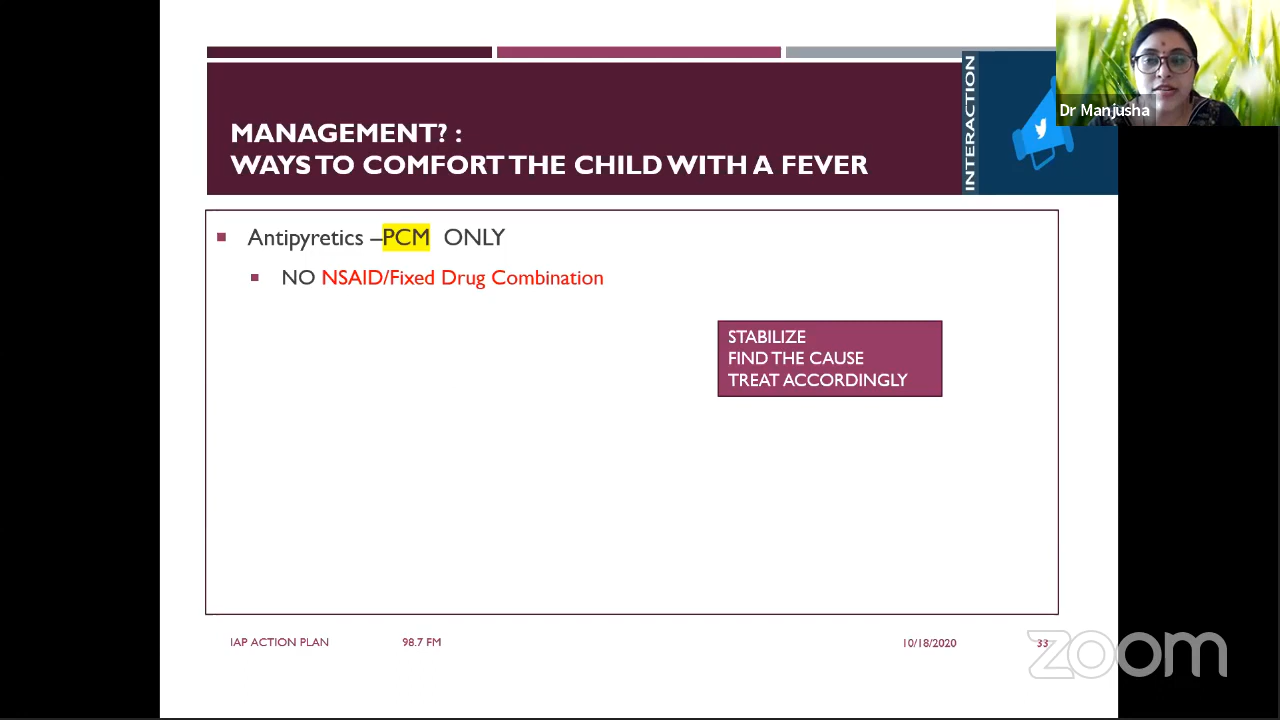 MANAGEMENT? :
WAYS TO COMFORT THE CHILD WITH A FEVER
INTERACTION
Dr Manjusha
Antipyretics –PCM ONLY
NO NSAID/Fixed Drug Combination
STABILIZE
FIND THE CAUSE
TREAT ACCORDINGLY
IAP ACTION PLAN 98.7 FM 10/18/2020 33
zoom